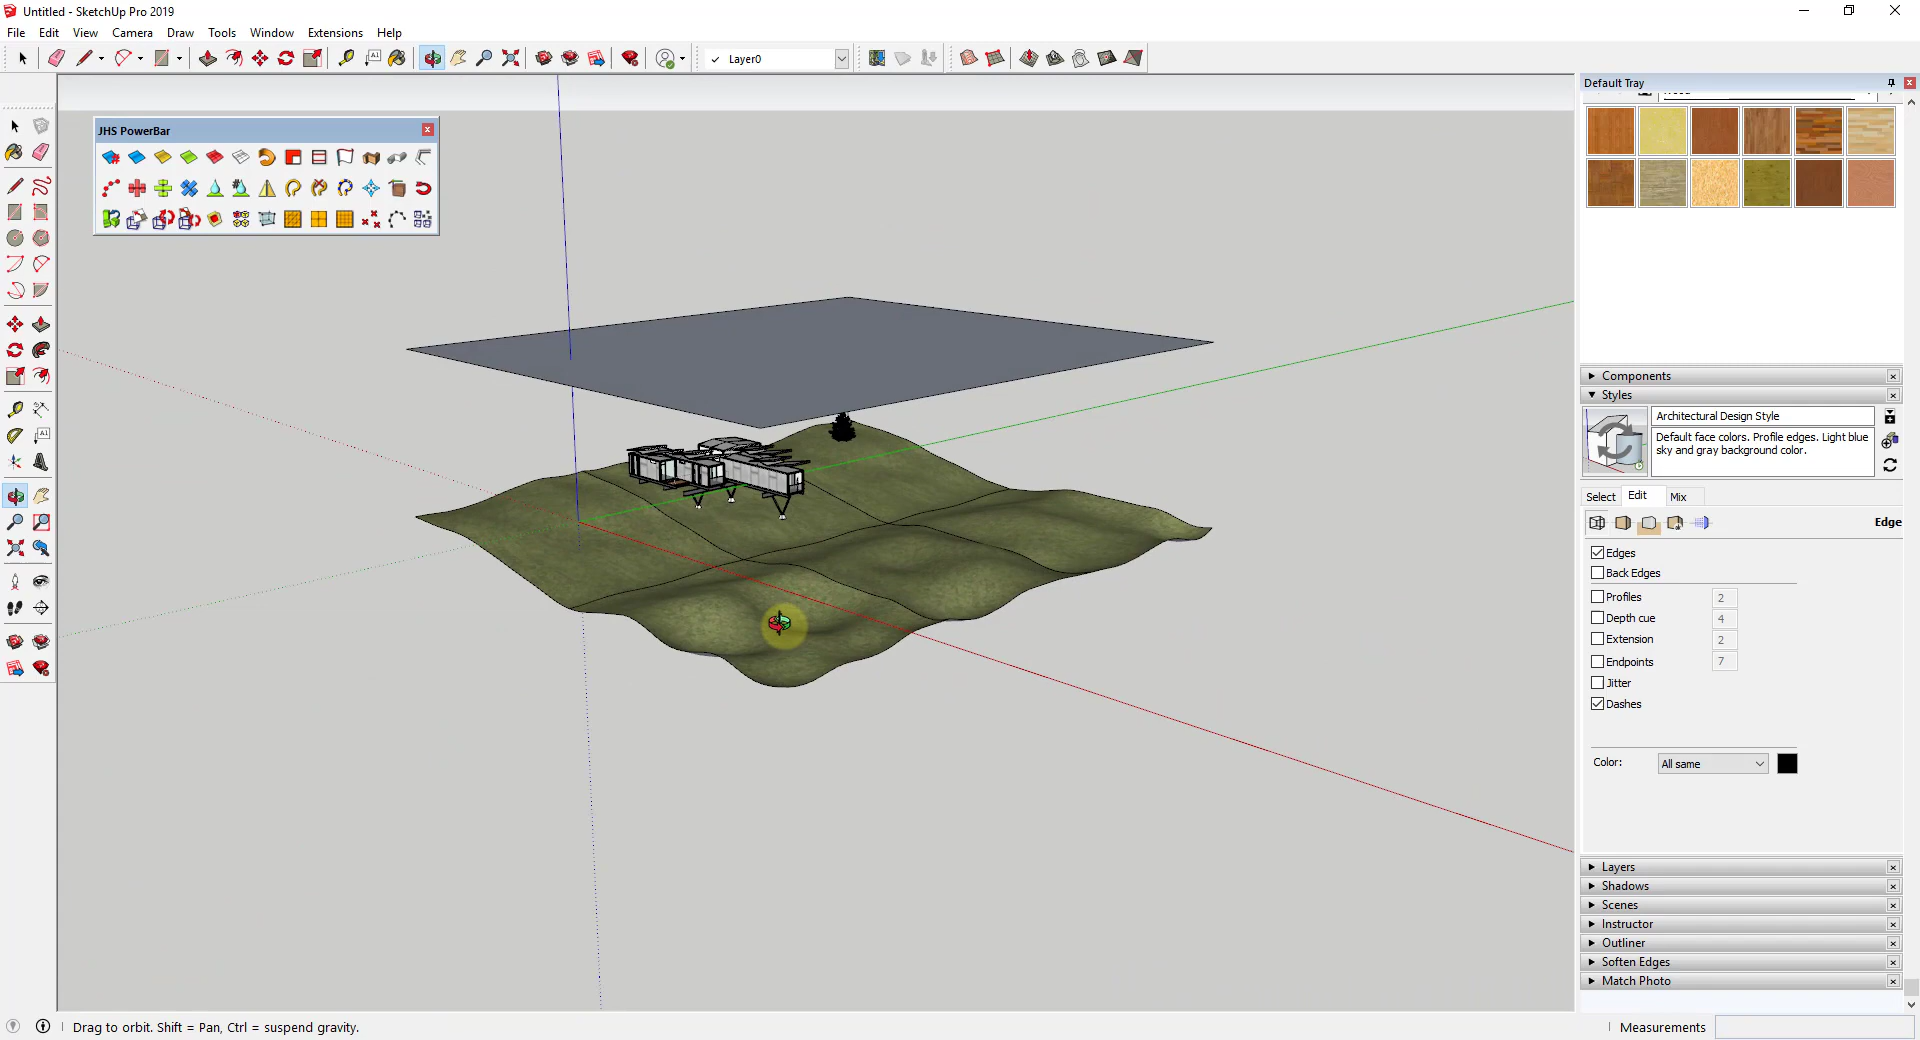 Untitled - SketchUp Pro 2019
File Edit View Camera Draw Tools Window Extensions Help
Layer0
Default Tray
JHS PowerBar
Components
Styles
Architectural Design Style
Default face colors. Profile edges. Light blue
sky and gray background color.
Select Edit Mix
Edge
Edges
Back Edges
Profiles 2
Depth cue 4
Extension 2
Endpoints 7
Jitter
Dashes
Color: All same
Layers
Shadows
Scenes
Instructor
Outliner
Soften Edges
Match Photo
Drag to orbit. Shift = Pan, Ctrl = suspend gravity.
Measurements